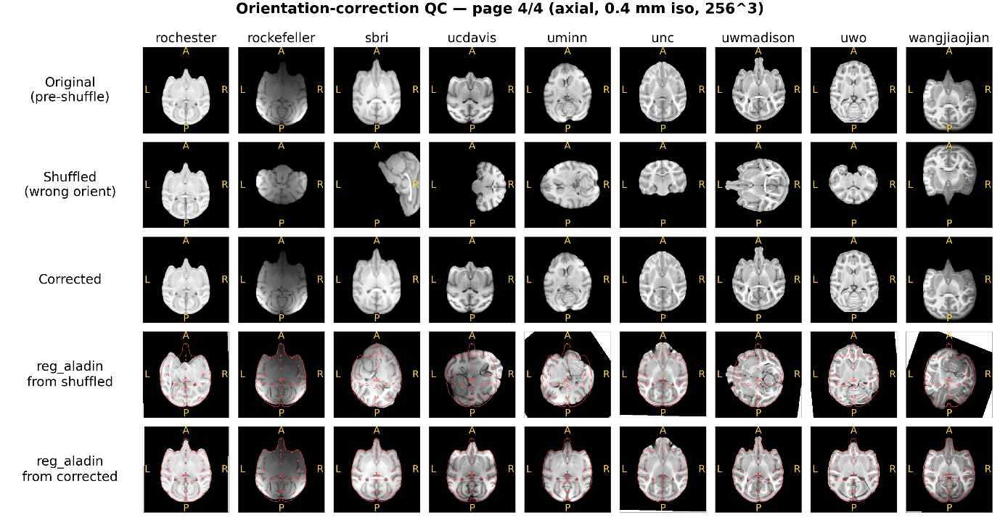 Orientation-correction QC — page 4/4 (axial, 0.4 mm iso, 256^3)
rochester rockefeller sbri ucdavis uminn unc uwmadison uwo wangjiaojian
Original
(pre-shuffle)
A A A A A A A A A
L R L R L R L R L R L R L R L R L R
P P P P P P P P P
Shuffled
(wrong orient)
A A A A A A A A A
L R L R L R L R L R L R L R L R L R
P P P P P P P P P
Corrected
A A A A A A A A A
L R L R L R L R L R L R L R L R L R
P P P P P P P P P
reg_aladin
from shuffled
A A A A A A A A A
L R L R L R L R L R L R L R L R L R
P P P P P P P P P
reg_aladin
from corrected
A A A A A A A A A
L R L R L R L R L R L R L R L R L R
P P P P P P P P P